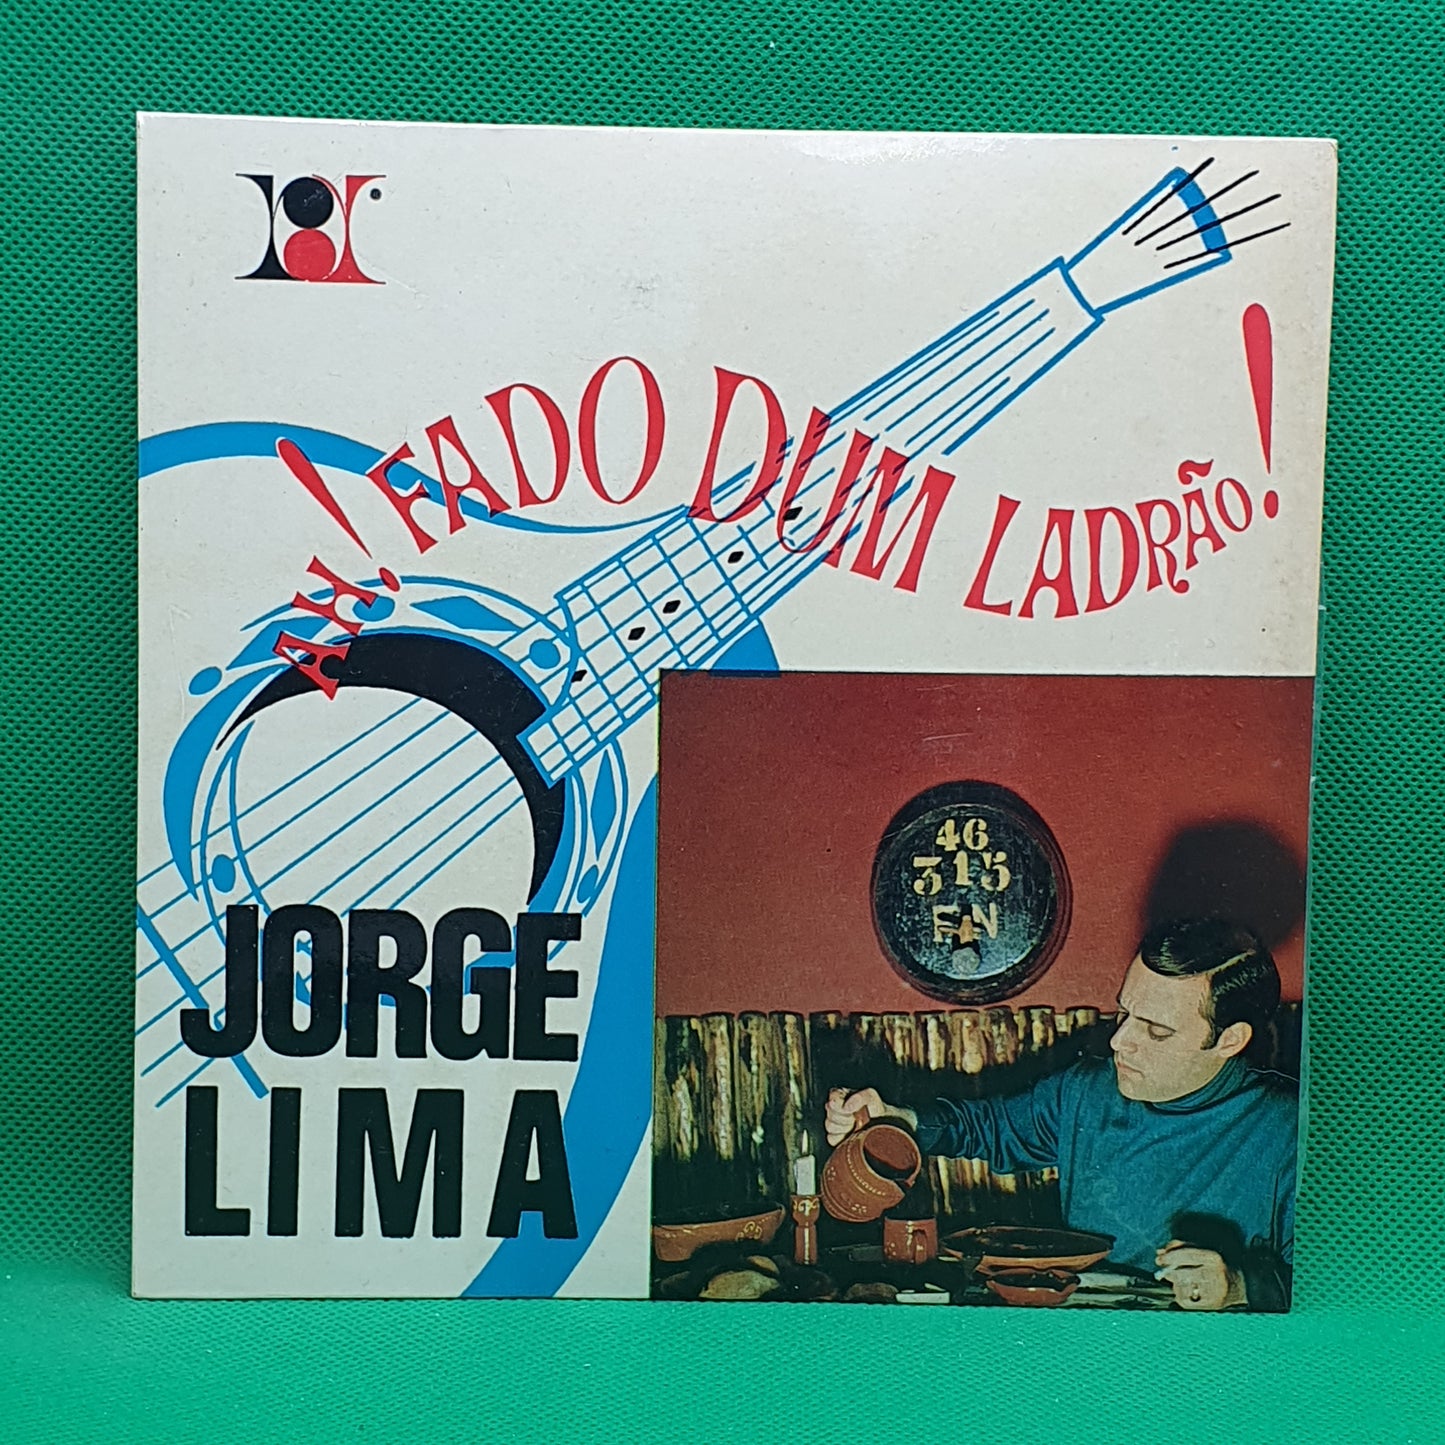 AH! FADO DUM LADRÃO!
JORGE
LIMA
46
315
FN